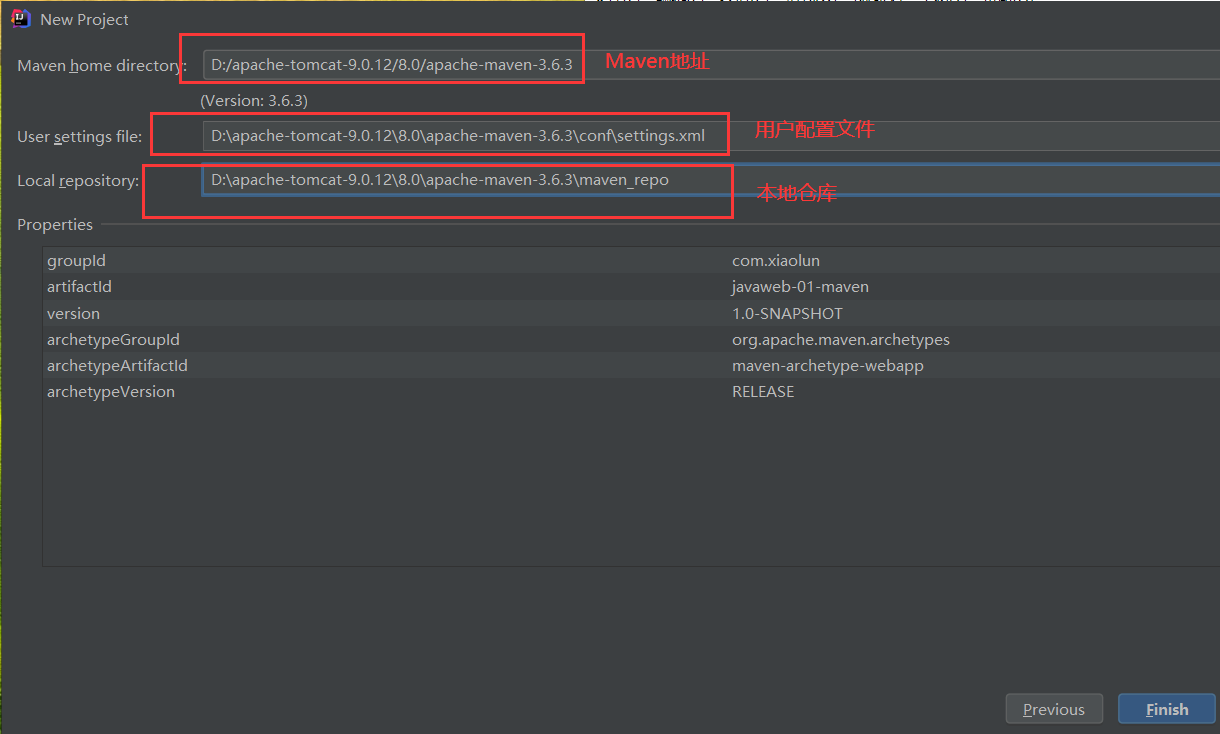 New Project
Maven home directory: D:/apache-tomcat-9.0.12/8.0/apache-maven-3.6.3 Maven地址
(Version: 3.6.3)
User settings file: D:\apache-tomcat-9.0.12\8.0\apache-maven-3.6.3\conf\settings.xml 用户配置文件
Local repository: D:\apache-tomcat-9.0.12\8.0\apache-maven-3.6.3\maven_repo 本地仓库
Properties
groupId com.xiaolun
artifactId javaweb-01-maven
version 1.0-SNAPSHOT
archetypeGroupId org.apache.maven.archetypes
archetypeArtifactId maven-archetype-webapp
archetypeVersion RELEASE
Previous Finish